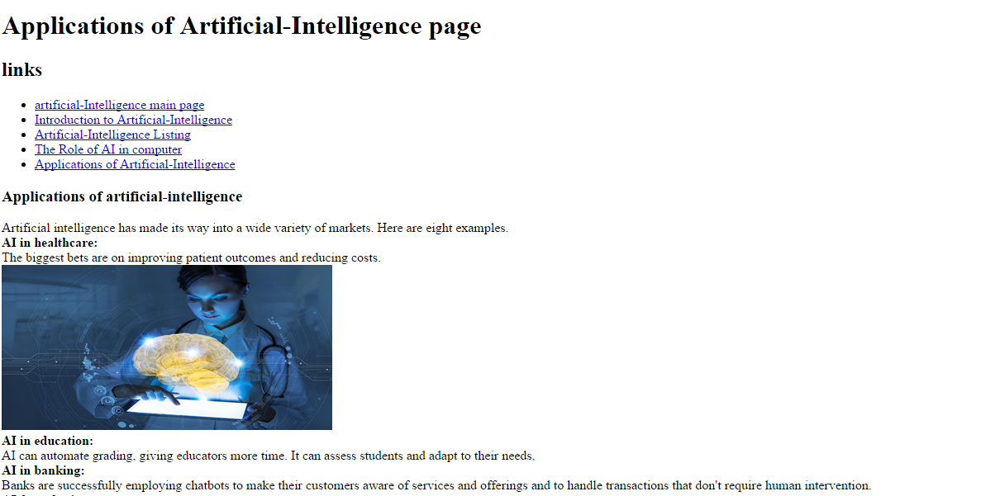 Applications of Artificial-Intelligence page
links
artificial-Intelligence main page
Introduction to Artificial-Intelligence
Artificial-Intelligence Listing
The Role of AI in computer
Applications of Artificial-Intelligence
Applications of artificial-intelligence
Artificial intelligence has made its way into a wide variety of markets. Here are eight examples.
AI in healthcare:
The biggest bets are on improving patient outcomes and reducing costs.
AI in education:
AI can automate grading, giving educators more time. It can assess students and adapt to their needs,
AI in banking:
Banks are successfully employing chatbots to make their customers aware of services and offerings and to handle transactions that don't require human intervention.